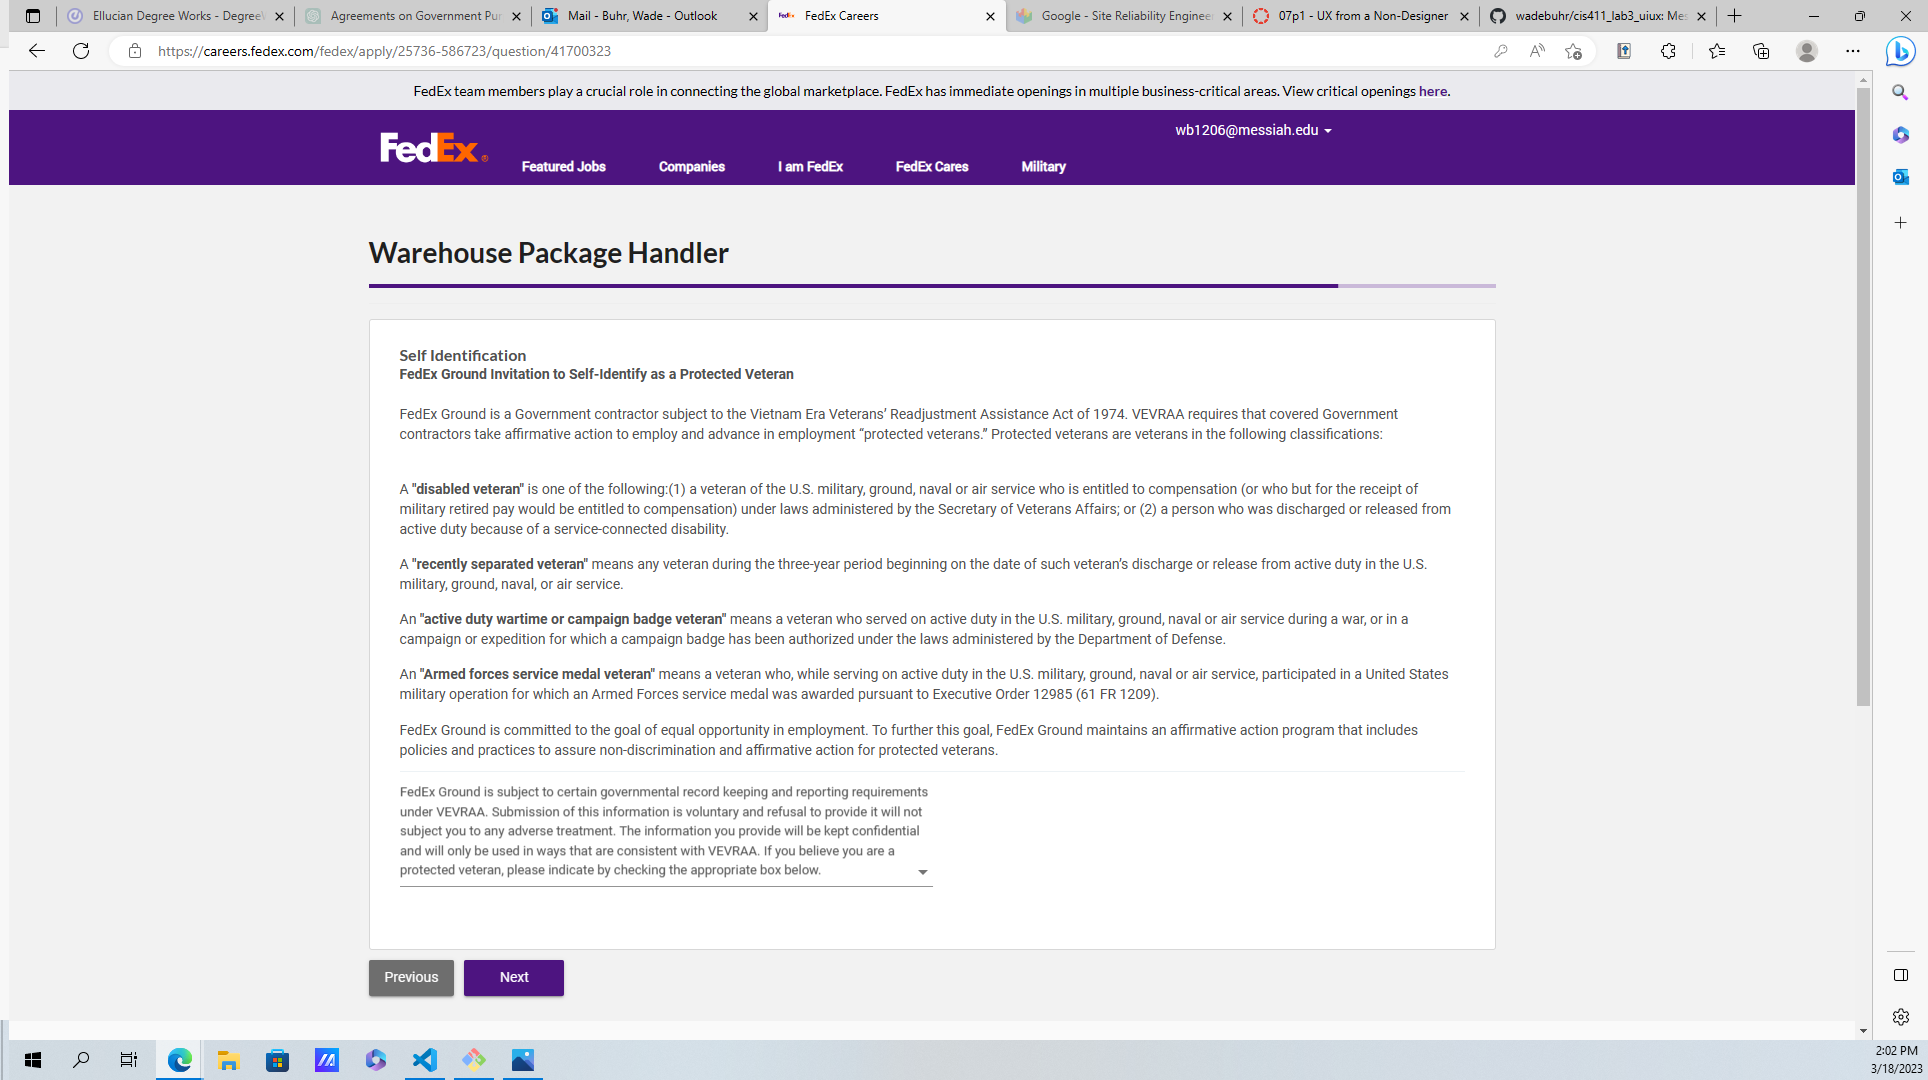 Ellucian Degree Works - Degree
Agreements on Government Pur
Mail - Buhr, Wade - Outlook
FedEx Careers
Google - Site Reliability Enginee
07p1 - UX from a Non-Designer
wadebuhr/cis411_lab3_uiux: Mes
https://careers.fedex.com/fedex/apply/25736-586723/question/41700323
FedEx team members play a crucial role in connecting the global marketplace. FedEx has immediate openings in multiple business-critical areas. View critical openings here.
wb1206@messiah.edu
FedEx®
Featured Jobs Companies I am FedEx FedEx Cares Military
Warehouse Package Handler
Self Identification
FedEx Ground Invitation to Self-Identify as a Protected Veteran
FedEx Ground is a Government contractor subject to the Vietnam Era Veterans’ Readjustment Assistance Act of 1974. VEVRAA requires that covered Government
contractors take affirmative action to employ and advance in employment “protected veterans.” Protected veterans are veterans in the following classifications:
A "disabled veteran" is one of the following:(1) a veteran of the U.S. military, ground, naval or air service who is entitled to compensation (or who but for the receipt of
military retired pay would be entitled to compensation) under laws administered by the Secretary of Veterans Affairs; or (2) a person who was discharged or released from
active duty because of a service-connected disability.
A "recently separated veteran" means any veteran during the three-year period beginning on the date of such veteran’s discharge or release from active duty in the U.S.
military, ground, naval, or air service.
An "active duty wartime or campaign badge veteran" means a veteran who served on active duty in the U.S. military, ground, naval or air service during a war, or in a
campaign or expedition for which a campaign badge has been authorized under the laws administered by the Department of Defense.
An "Armed forces service medal veteran" means a veteran who, while serving on active duty in the U.S. military, ground, naval or air service, participated in a United States
military operation for which an Armed Forces service medal was awarded pursuant to Executive Order 12985 (61 FR 1209).
FedEx Ground is committed to the goal of equal opportunity in employment. To further this goal, FedEx Ground maintains an affirmative action program that includes
policies and practices to assure non-discrimination and affirmative action for protected veterans.
FedEx Ground is subject to certain governmental record keeping and reporting requirements
under VEVRAA. Submission of this information is voluntary and refusal to provide it will not
subject you to any adverse treatment. The information you provide will be kept confidential
and will only be used in ways that are consistent with VEVRAA. If you believe you are a
protected veteran, please indicate by checking the appropriate box below.
Previous Next
2:02 PM
3/18/2023